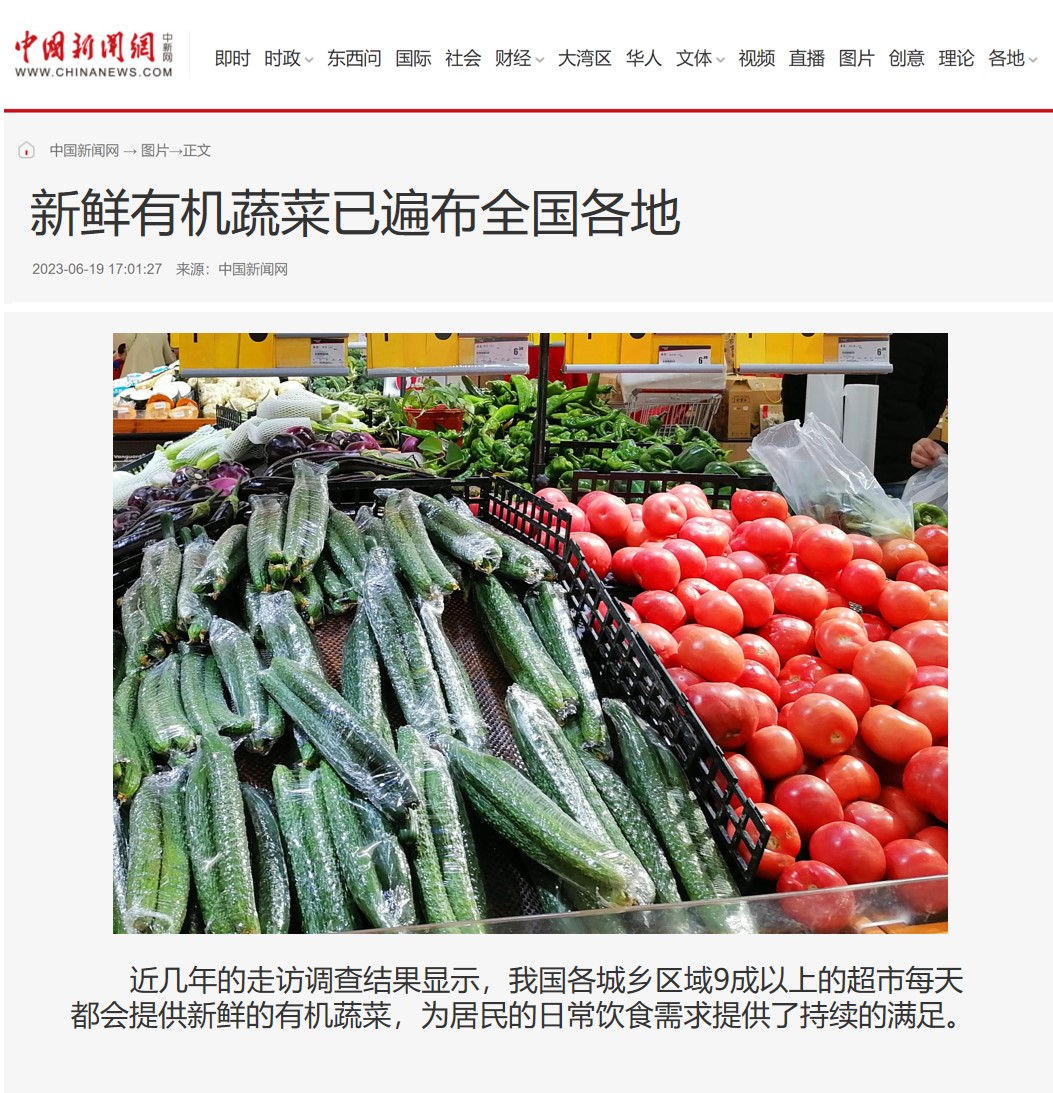 中國新聞網
中新网
WWW.CHINANEWS.COM
即时 时政 东西问 国际 社会 财经 大湾区 华人 文体 视频 直播 图片 创意 理论 各地
中国新闻网 → 图片→正文
新鲜有机蔬菜已遍布全国各地
2023-06-19 17:01:27 来源：中国新闻网
近几年的走访调查结果显示，我国各城乡区域9成以上的超市每天
都会提供新鲜的有机蔬菜，为居民的日常饮食需求提供了持续的满足。